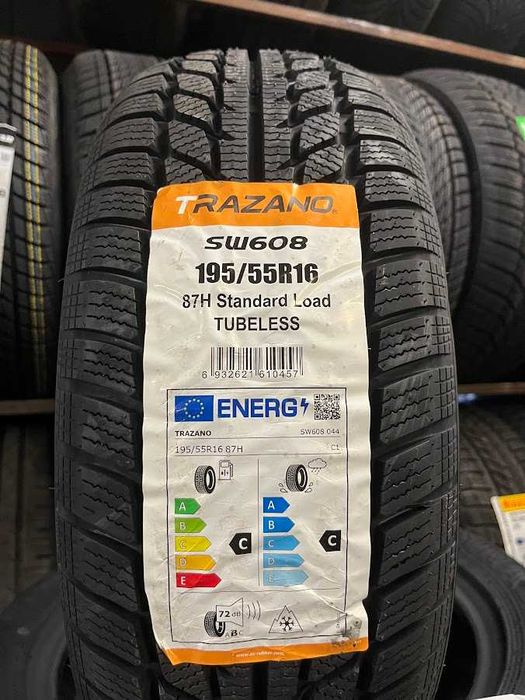 TRAZANO
SW608
195/55R16
87H Standard Load
TUBELESS
6 932621 610457
ENERG
TRAZANO SW608 044
195/55R16 87H C1
A A
B B
C C C C
D D
E E
72 dB
ABC